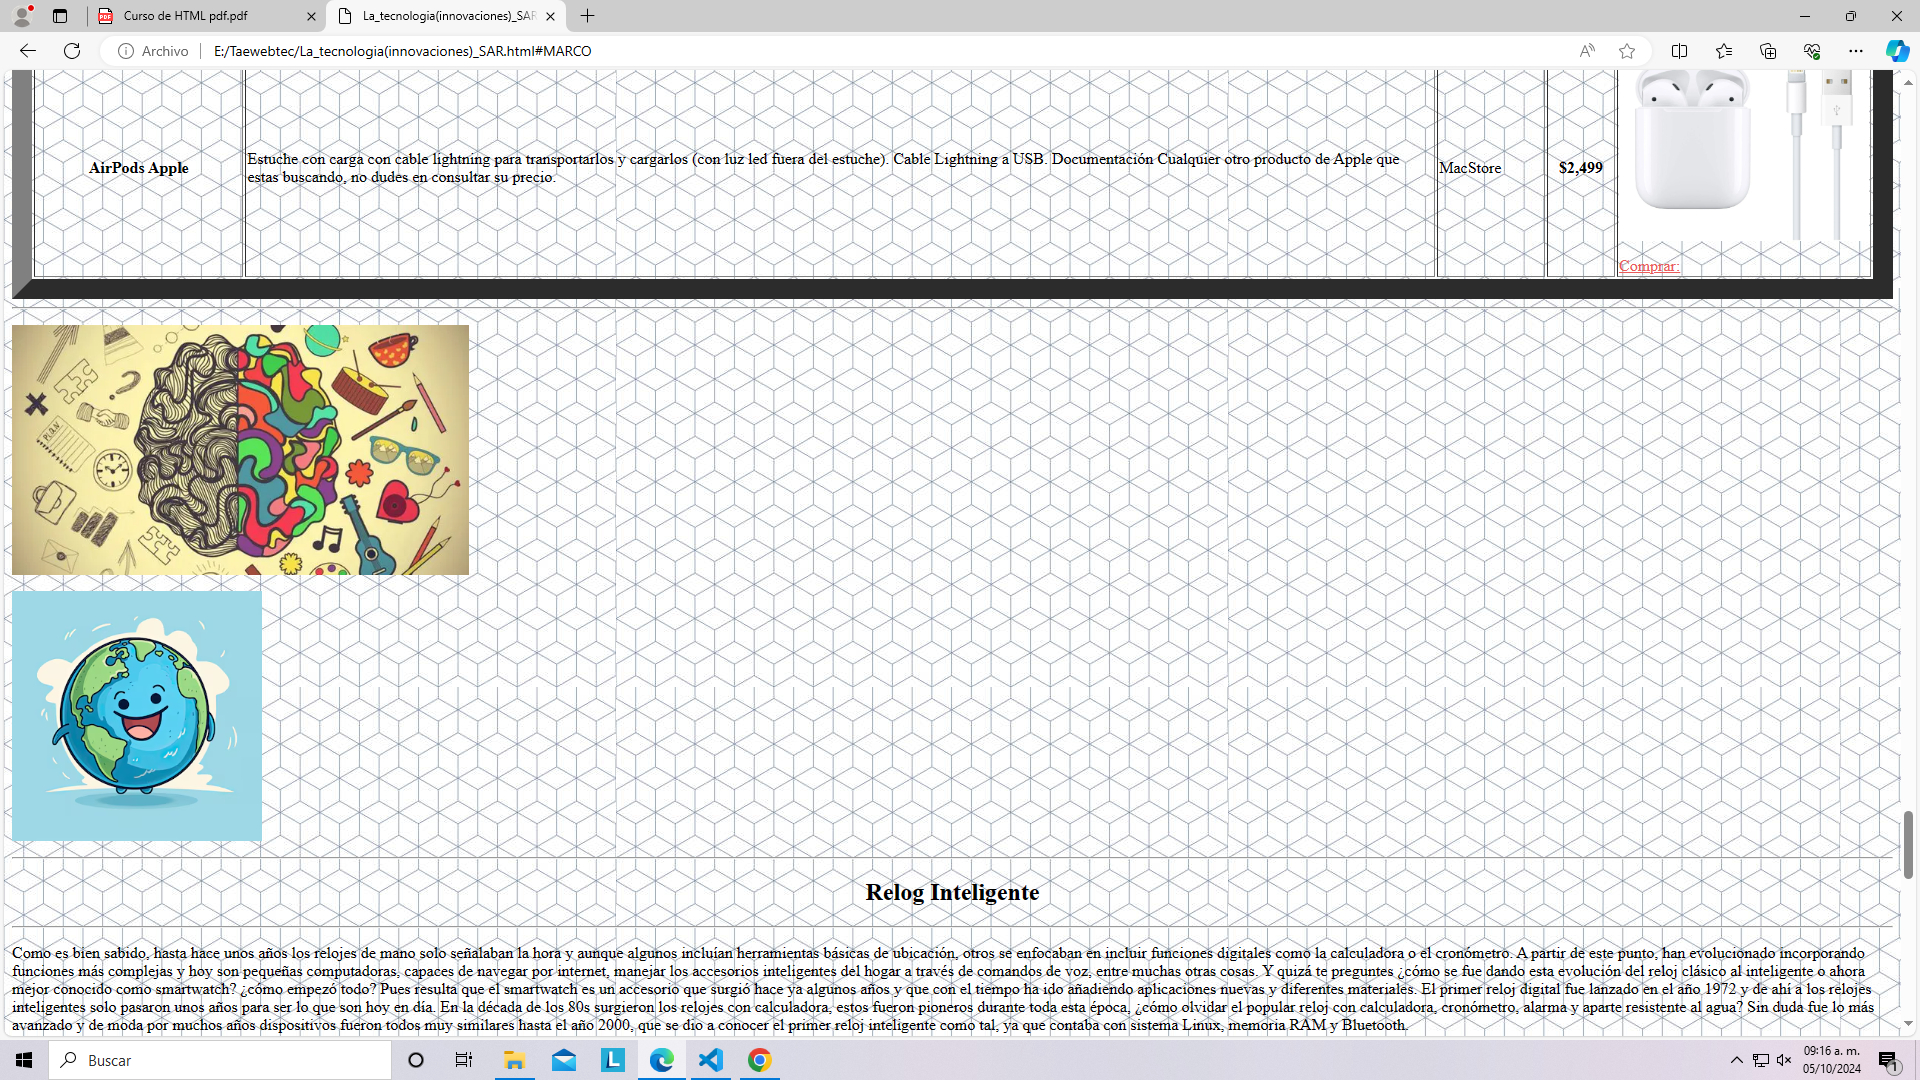 Curso de HTML pdf.pdf
La_tecnologia(innovaciones)_SAR
Archivo
E:/Taewebtec/La_tecnologia(innovaciones)_SAR.html#MARCO
AirPods Apple
Estuche con carga con cable lightning para transportarlos y cargarlos (con luz led fuera del estuche). Cable Lightning a USB. Documentación Cualquier otro producto de Apple que
estas buscando, no dudes en consultar su precio.
MacStore
$2,499
Comprar:
PLAN
Relog Inteligente
Como es bien sabido, hasta hace unos años los relojes de mano solo señalaban la hora y aunque algunos incluían herramientas básicas de ubicación, otros se enfocaban en incluir funciones digitales como la calculadora o el cronómetro. A partir de este punto, han evolucionado incorporando
funciones más complejas y hoy son pequeñas computadoras, capaces de navegar por internet, manejar los accesorios inteligentes del hogar a través de comandos de voz, entre muchas otras cosas. Y quizá te preguntes ¿cómo se fue dando esta evolución del reloj clásico al inteligente o ahora
mejor conocido como smartwatch? ¿cómo empezó todo? Pues resulta que el smartwatch es un accesorio que surgió hace ya algunos años y que con el tiempo ha ido añadiendo aplicaciones nuevas y diferentes materiales. El primer reloj digital fue lanzado en el año 1972 y de ahí a los relojes
inteligentes solo pasaron unos años para ser lo que son hoy en día. En la década de los 80s surgieron los relojes con calculadora, estos fueron pioneros durante toda esta época, ¿cómo olvidar el popular reloj con calculadora, cronómetro, alarma y aparte resistente al agua? Sin duda fue lo más
avanzado y de moda por muchos años dispositivos fueron todos muy similares hasta el año 2000, que se dio a conocer el primer reloj inteligente como tal, ya que contaba con sistema Linux, memoria RAM y Bluetooth.
Buscar
09:16 a. m.
05/10/2024
1